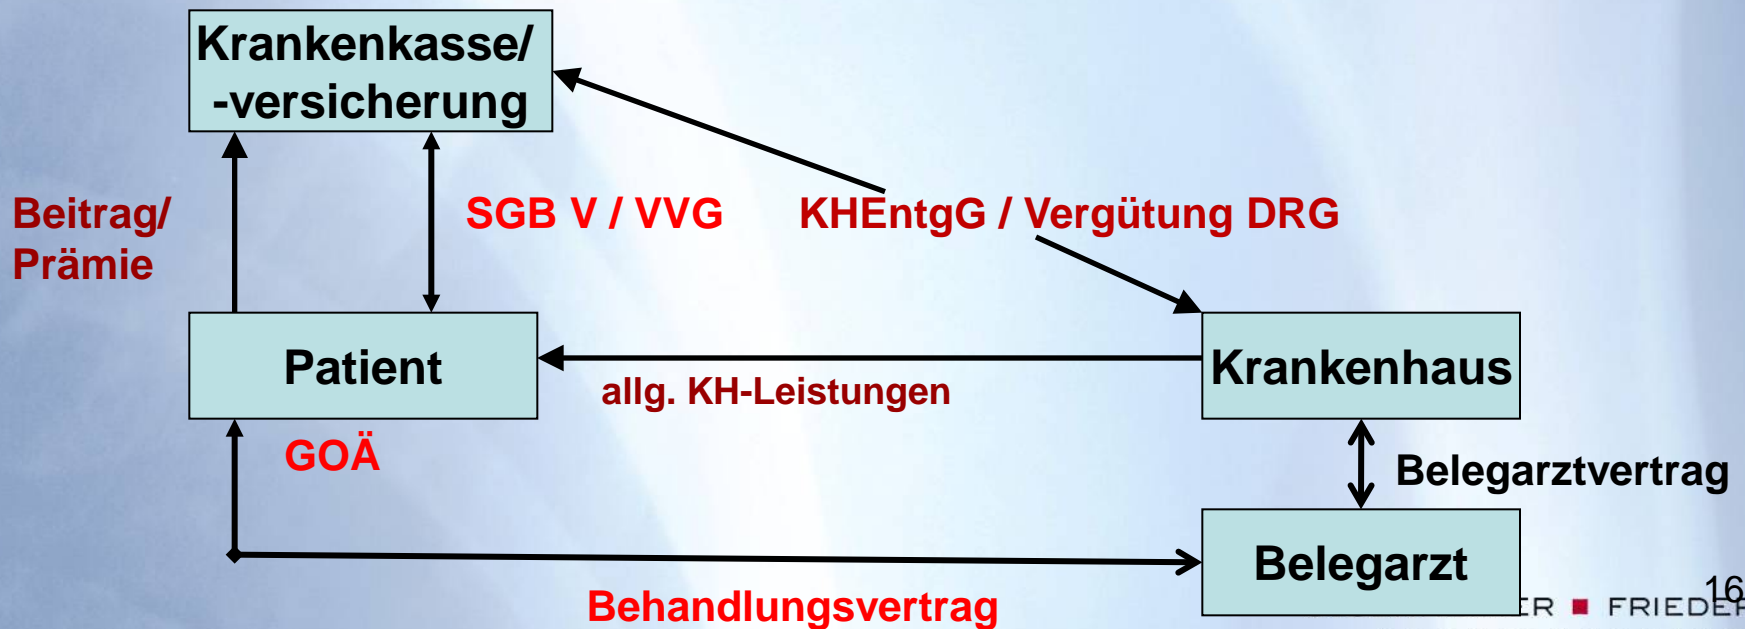 Krankenkasse/
-versicherung
Beitrag/
Prämie
SGB V / VVG
KHEntgG / Vergütung DRG
Patient
Krankenhaus
allg. KH-Leistungen
GOÄ
Belegarztvertrag
Belegarzt
Behandlungsvertrag
16